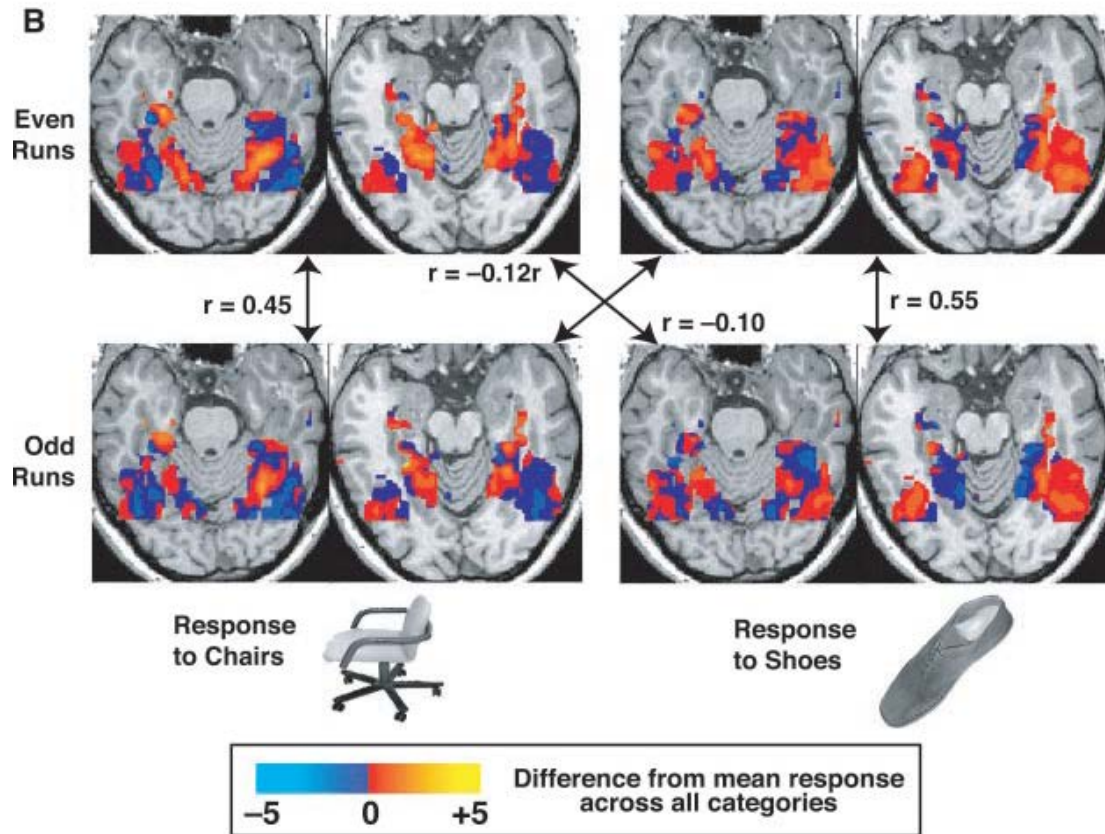 B
Even
Runs
r = –0.12r
r = 0.45
r = –0.10
r = 0.55
Odd
Runs
Response
to Chairs
Response
to Shoes
Difference from mean response
across all categories
–5 0 +5